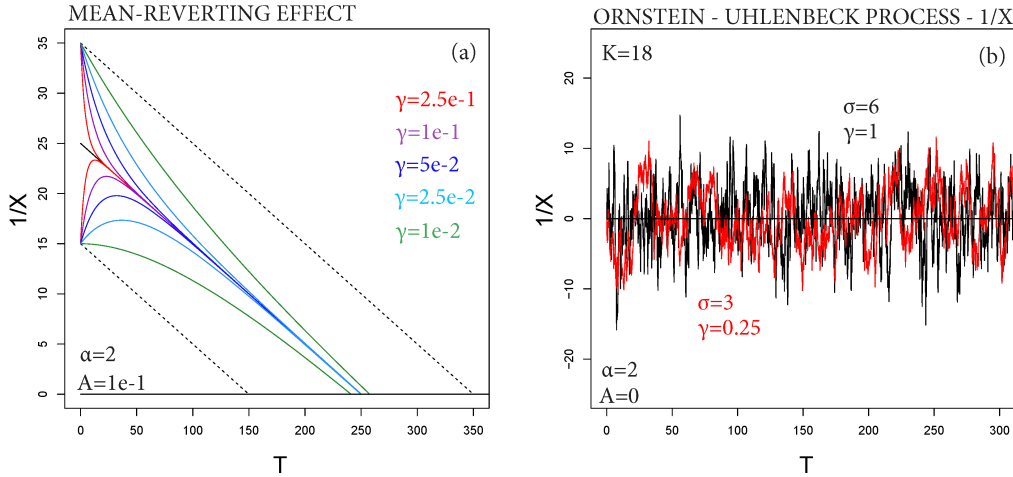 MEAN-REVERTING EFFECT
(a)
γ=2.5e-1
γ=1e-1
γ=5e-2
γ=2.5e-2
γ=1e-2
α=2
A=1e-1
1/X
35
30
25
20
15
10
5
0
0 50 100 150 200 250 300 350
T
ORNSTEIN - UHLENBECK PROCESS - 1/X
K=18
(b)
σ=6
γ=1
σ=3
γ=0.25
α=2
A=0
1/X
20
10
0
-10
-20
0 50 100 150 200 250 300
T